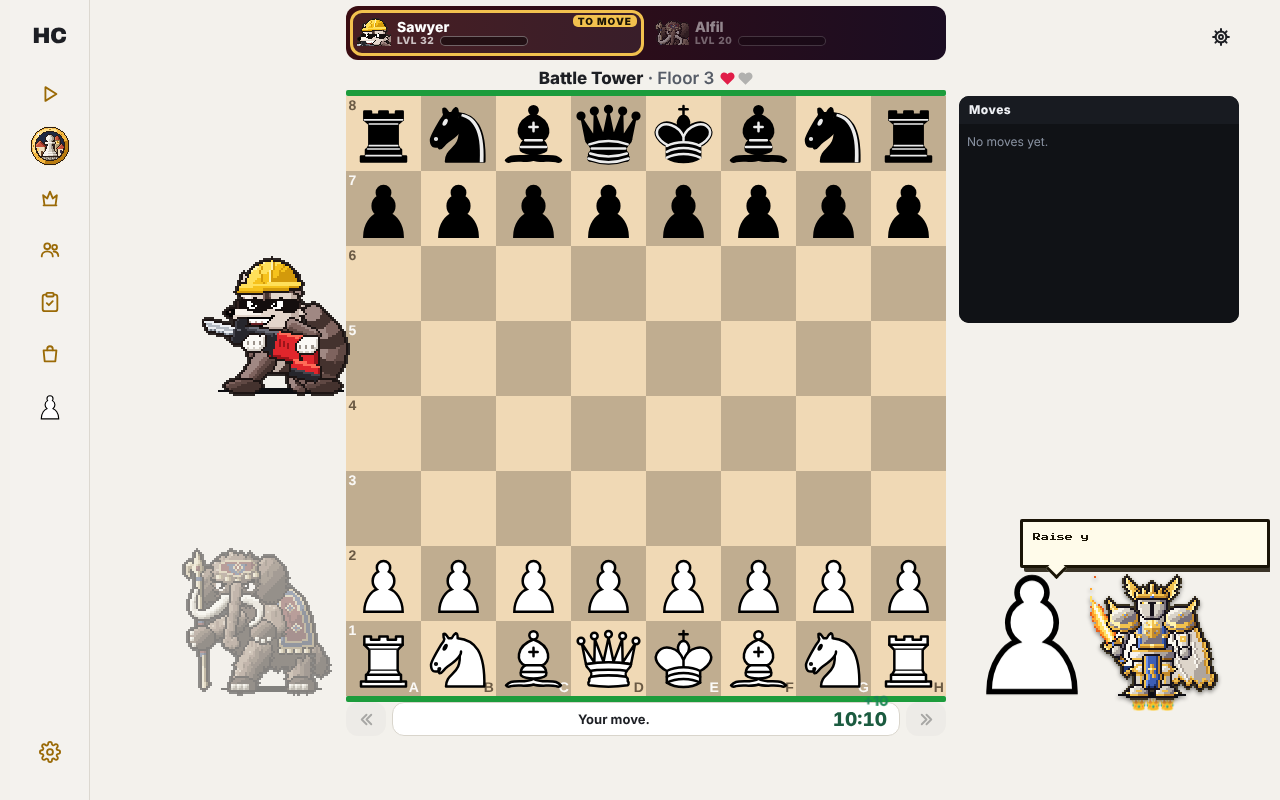 HC
Sawyer
TO MOVE
LVL 32
Alfil
LVL 20
Battle Tower · Floor 3
8
7
6
5
4
3
2
1
A B C D E F G H
+10
Your move.
10:10
Moves
No moves yet.
Raise y